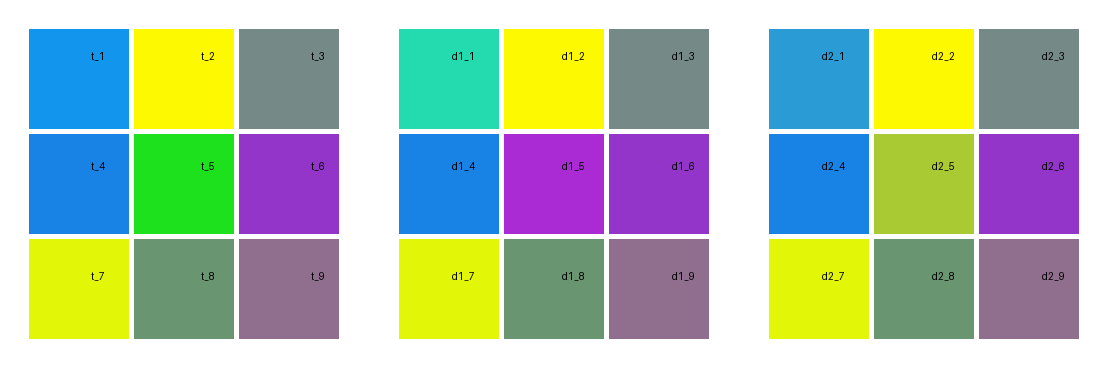 t_1 t_2 t_3 d1_1 d1_2 d1_3 d2_1 d2_2 d2_3
t_4 t_5 t_6 d1_4 d1_5 d1_6 d2_4 d2_5 d2_6
t_7 t_8 t_9 d1_7 d1_8 d1_9 d2_7 d2_8 d2_9